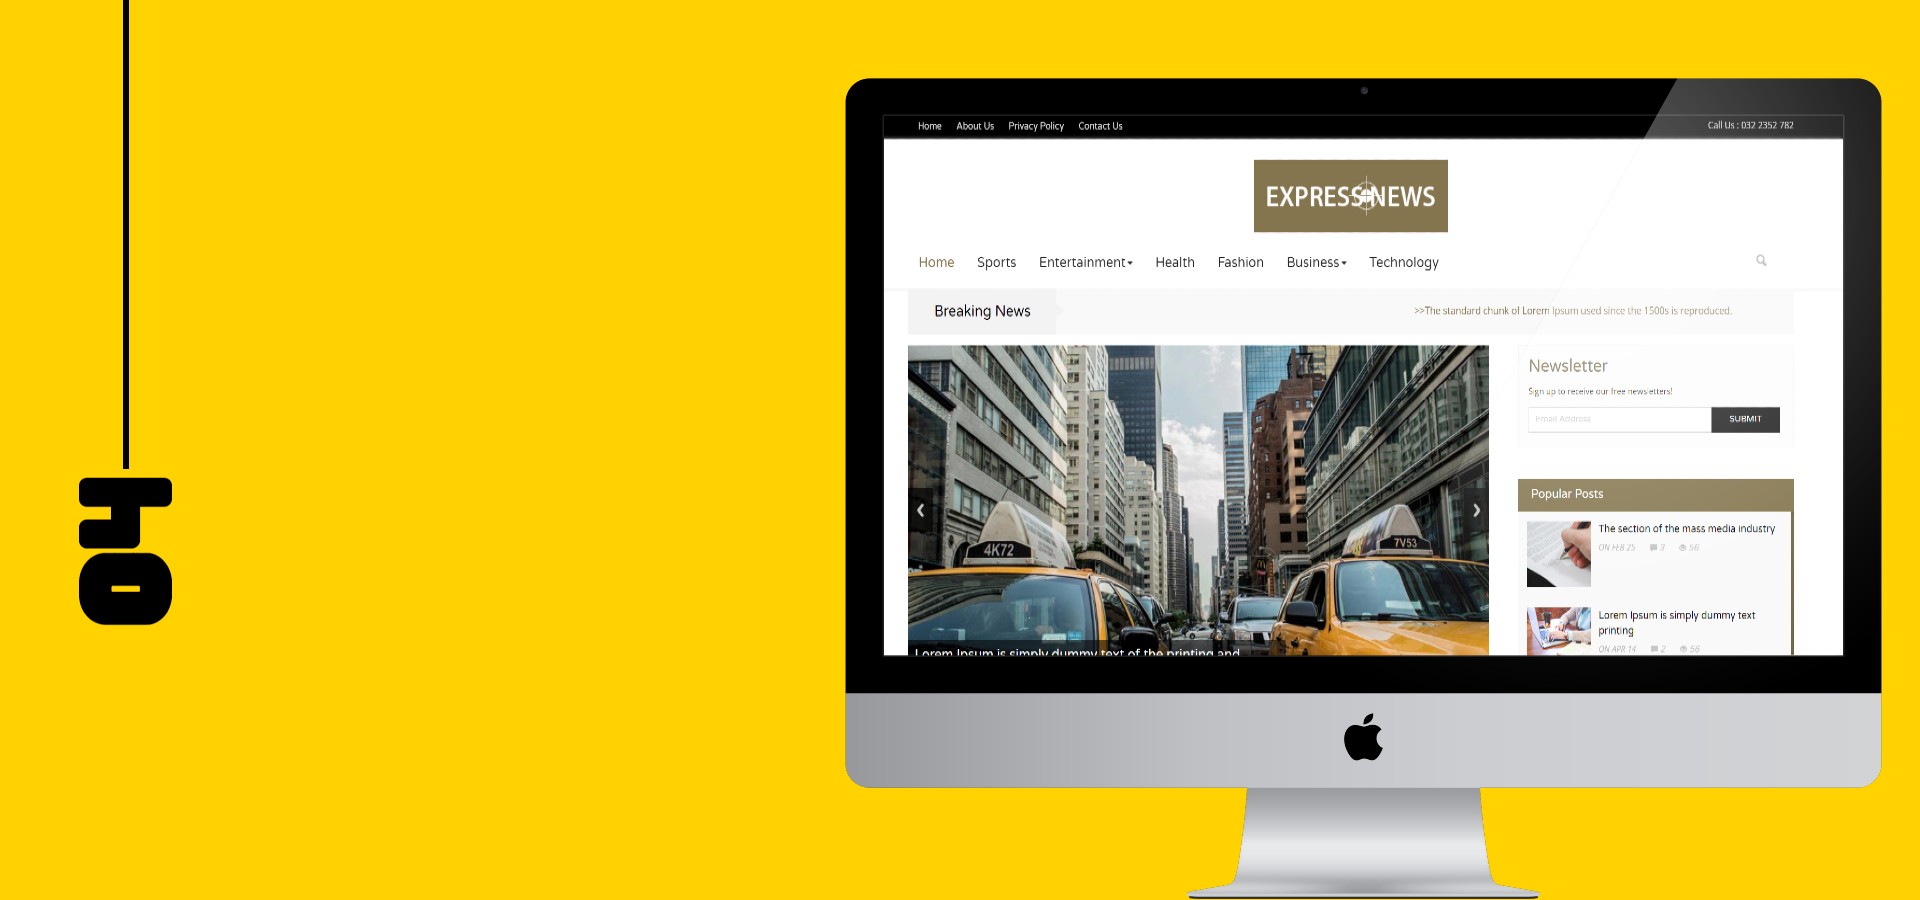 04
Home About Us Privacy Policy Contact Us Call Us : 032 2352 782
EXPRESS NEWS
Home Sports Entertainment Health Fashion Business Technology
Breaking News >>The standard chunk of Lorem Ipsum used since the 1500s is reproduced.
4K72
7V53
Lorem Ipsum is simply dummy text of the printing and
Newsletter
Sign up to receive our free newsletters!
Email Address SUBMIT
Popular Posts
The section of the mass media industry
ON FEB 25 3 56
Lorem Ipsum is simply dummy text
printing
ON APR 14 2 56